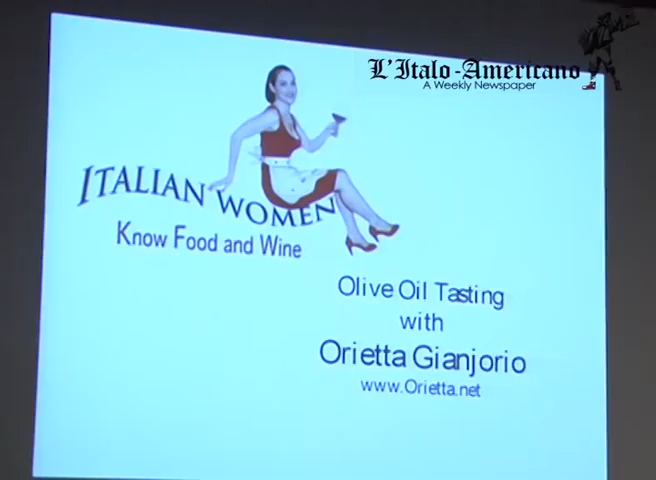 L'Italo-Americano
A Weekly Newspaper
ITALIAN WOMEN
Know Food and Wine
Olive Oil Tasting
with
Orietta Gianjorio
www.Orietta.net